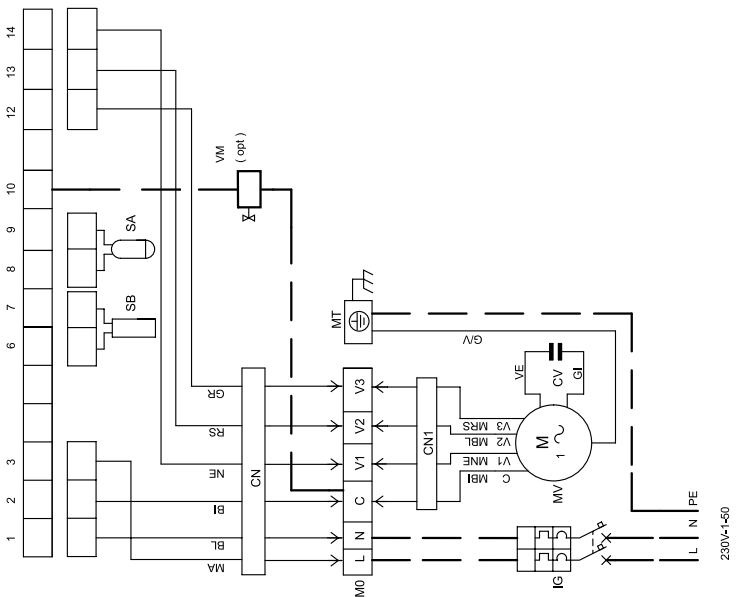 14
13
12
10
9
8
7
6
3
2
1
VM
( opt )
SA
SB
MT
G/V
GR
RS
NE
BI
BL
MA
CN
V3
V2
V1
C
N
L
M0
CN1
V3 MRS
V2 MBL
V1 MNE
C MBI
VE
CV
GI
M
1
MV
IG
PE
N
L
230V-1-50